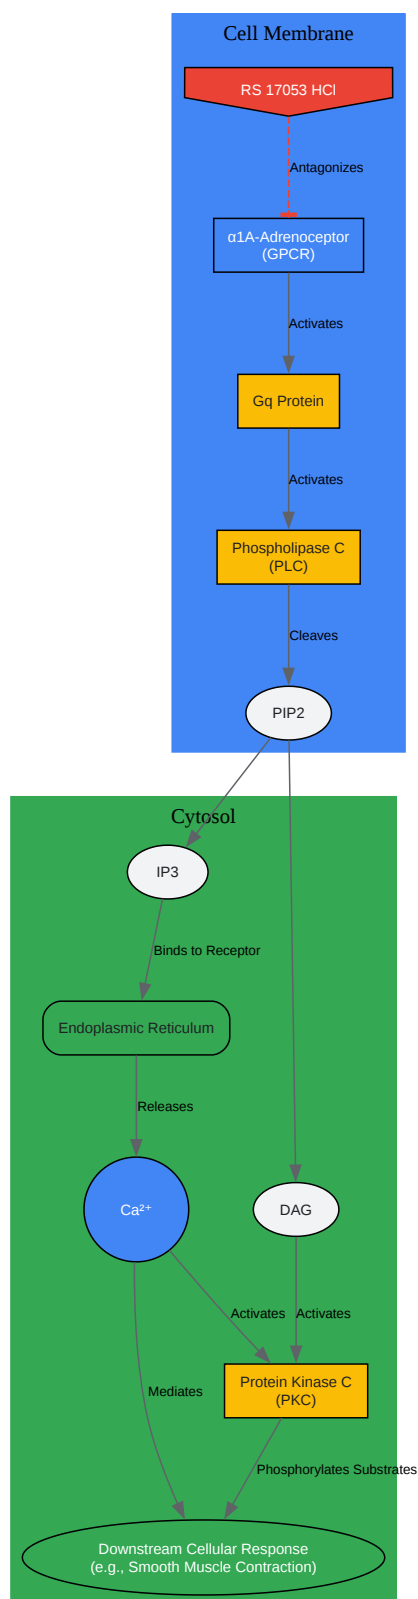 Cell Membrane
RS 17053 HCl
Antagonizes
α1A-Adrenoceptor
(GPCR)
Activates
Gq Protein
Activates
Phospholipase C
(PLC)
Cleaves
PIP2
Cytosol
IP3
Binds to Receptor
Endoplasmic Reticulum
Releases
Ca²⁺
DAG
Activates
Activates
Protein Kinase C
(PKC)
Mediates
Phosphorylates Substrates
Downstream Cellular Response
(e.g., Smooth Muscle Contraction)